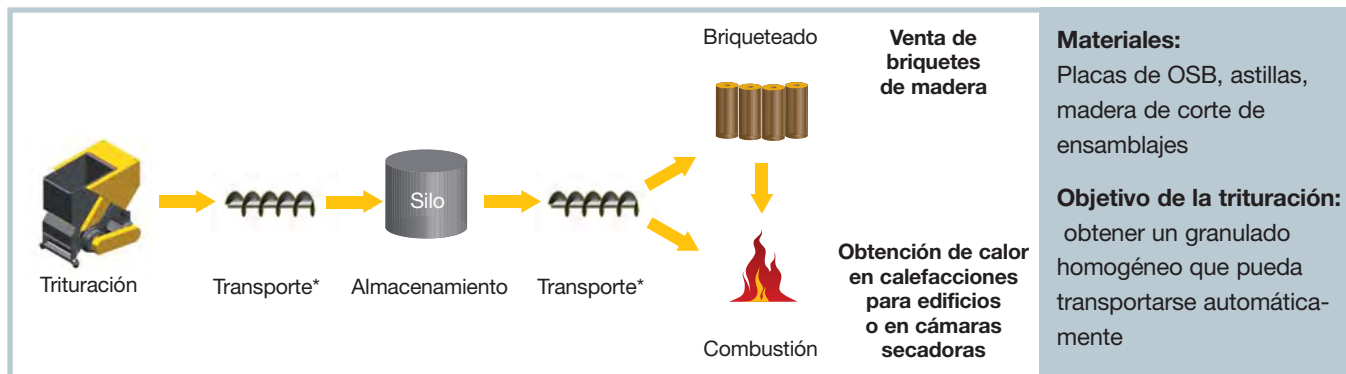 Trituración
Transporte*
Silo
Almacenamiento
Transporte*
Briqueteado
Venta de
briquetes
de madera
Combustión
Obtención de calor
en calefacciones
para edificios
o en cámaras
secadoras
Materiales:
Placas de OSB, astillas,
madera de corte de
ensamblajes
Objetivo de la trituración:
obtener un granulado
homogéneo que pueda
transportarse automática-
mente